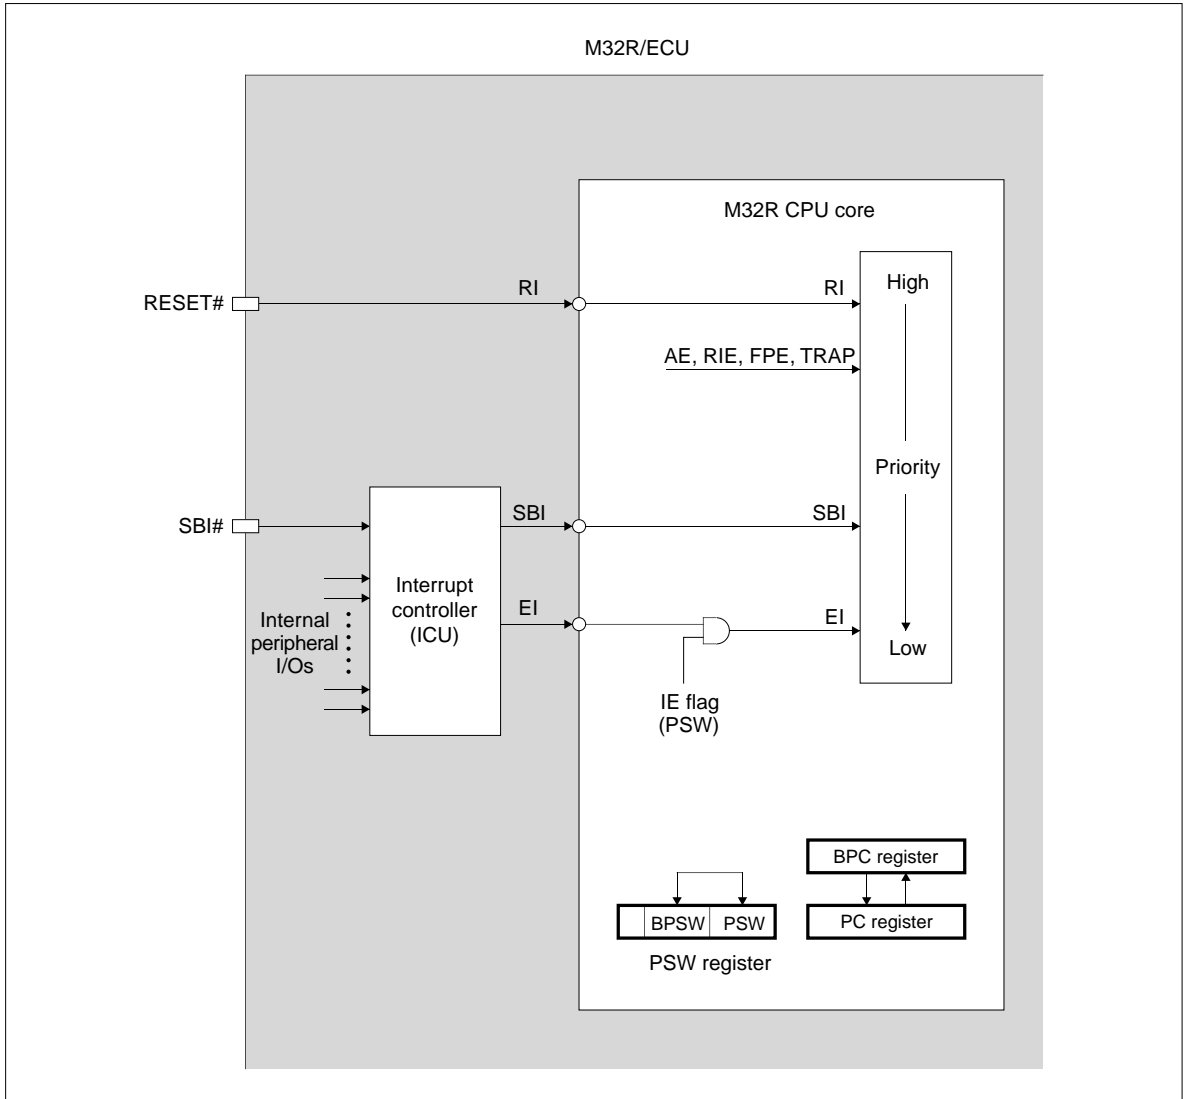 M32R/ECU
M32R CPU core
RESET#
RI
RI
High
AE, RIE, FPE, TRAP
Priority
SBI#
SBI
SBI
Interrupt
controller
(ICU)
EI
EI
Internal
peripheral
I/Os
Low
IE flag
(PSW)
BPC register
BPSW PSW
PC register
PSW register